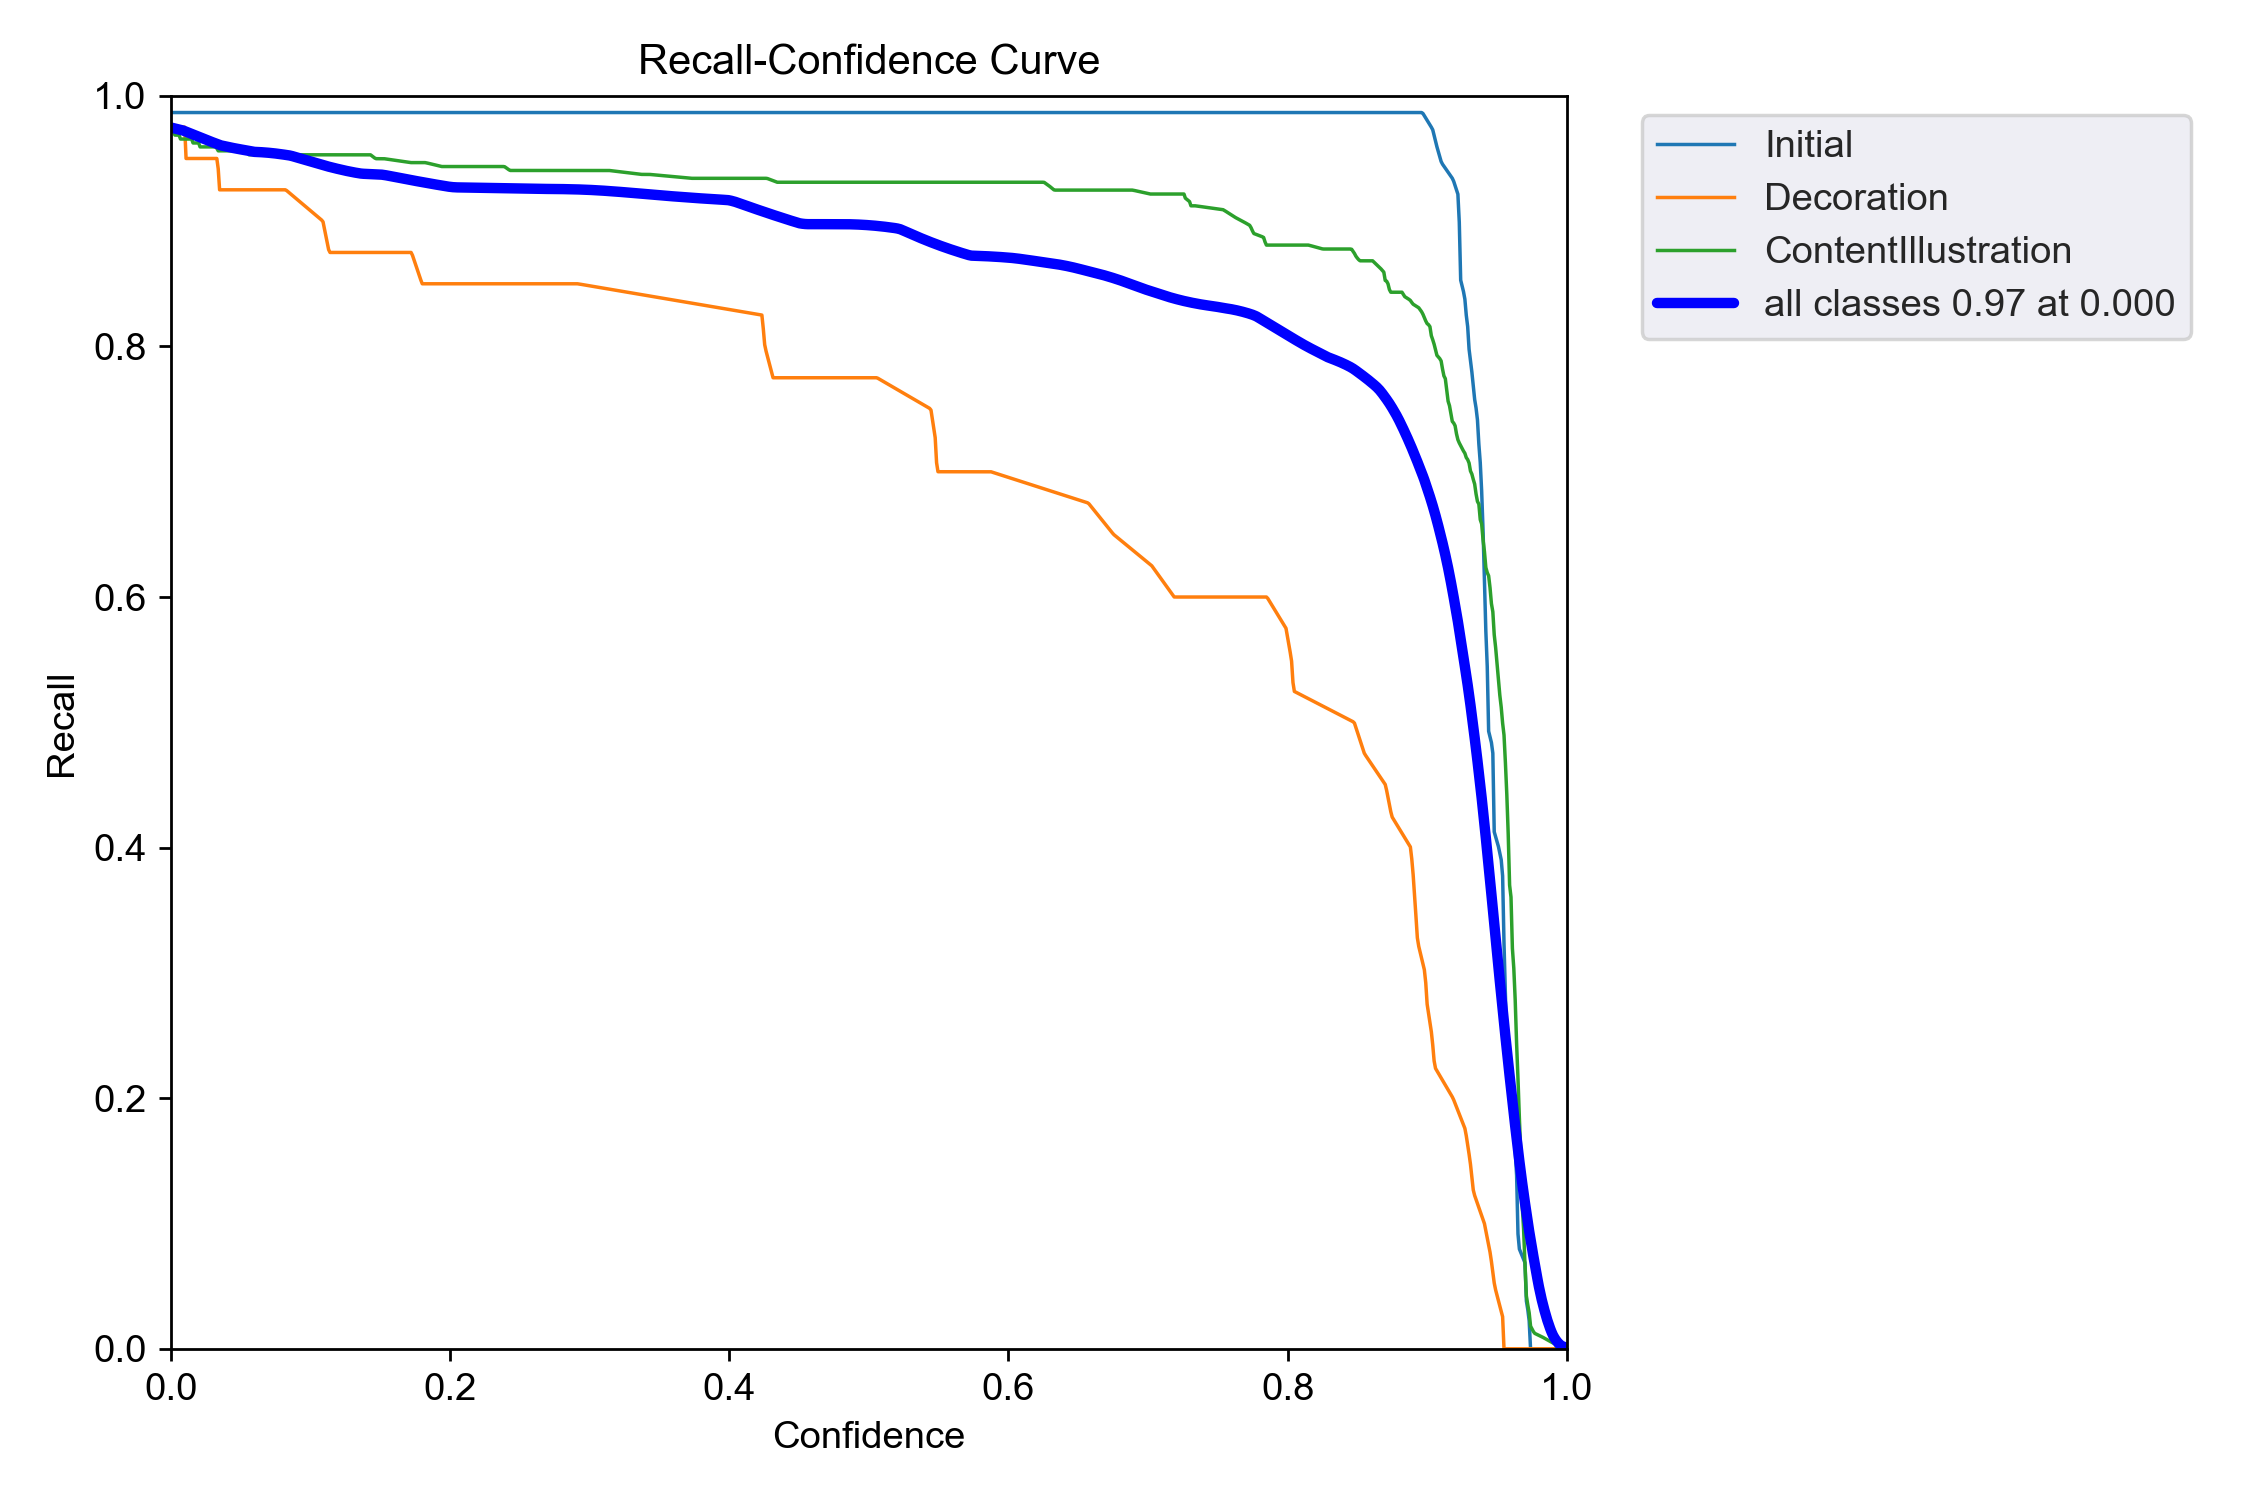 Recall-Confidence Curve
1.0
0.8
0.6
0.4
0.2
0.0
Recall
0.0 0.2 0.4 0.6 0.8 1.0
Confidence
Initial
Decoration
ContentIllustration
all classes 0.97 at 0.000